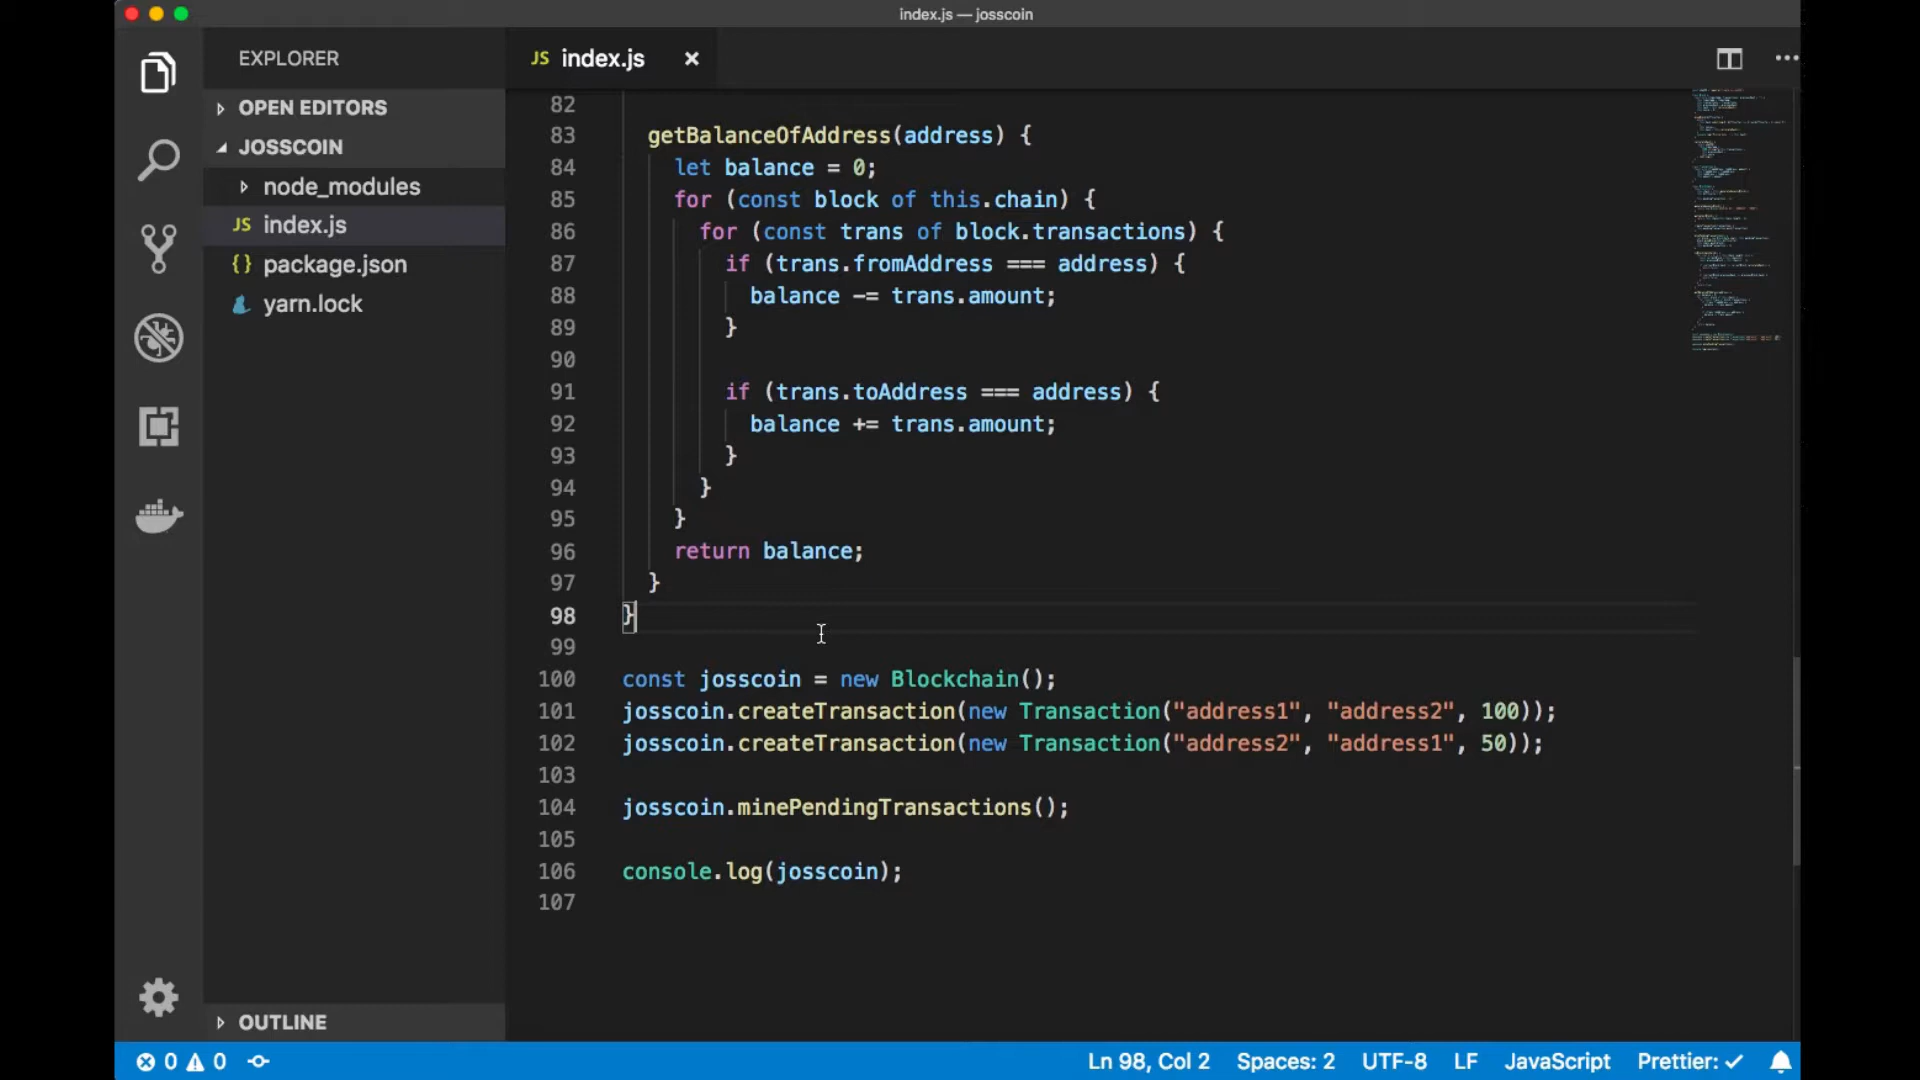 index.js — josscoin
EXPLORER
OPEN EDITORS
JOSSCOIN
node_modules
JS index.js
{} package.json
yarn.lock
OUTLINE
JS index.js ×
82
83 getBalanceOfAddress(address) {
84 let balance = 0;
85 for (const block of this.chain) {
86 for (const trans of block.transactions) {
87 if (trans.fromAddress === address) {
88 balance -= trans.amount;
89 }
90
91 if (trans.toAddress === address) {
92 balance += trans.amount;
93 }
94 }
95 }
96 return balance;
97 }
98 }
99
100 const josscoin = new Blockchain();
101 josscoin.createTransaction(new Transaction("address1", "address2", 100));
102 josscoin.createTransaction(new Transaction("address2", "address1", 50));
103
104 josscoin.minePendingTransactions();
105
106 console.log(josscoin);
107
0 0 Ln 98, Col 2 Spaces: 2 UTF-8 LF JavaScript Prettier: ✓